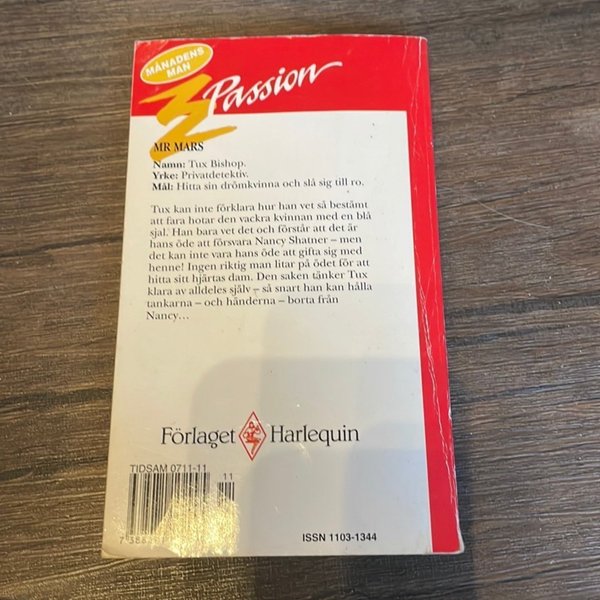 MÅNADENS
MAN
Passion
MR MARS
Namn: Tux Bishop.
Yrke: Privatdetektiv.
Mål: Hitta sin drömkvinna och slå sig till ro.
Tux kan inte förklara hur han vet så bestämt
att fara hotar den vackra kvinnan med en blå
sjal. Han bara vet det och förstår att det är
hans öde att försvara Nancy Shatner – men
det kan inte vara hans öde att gifta sig med
henne! Ingen riktig man litar på ödet för att
hitta sitt hjärtas dam. Den saken tänker Tux
klara av alldeles själv – så snart han kan hålla
tankarna – och händerna – borta från
Nancy...
Förlaget Harlequin
TIDSAM 0711-11
11
ISSN 1103-1344